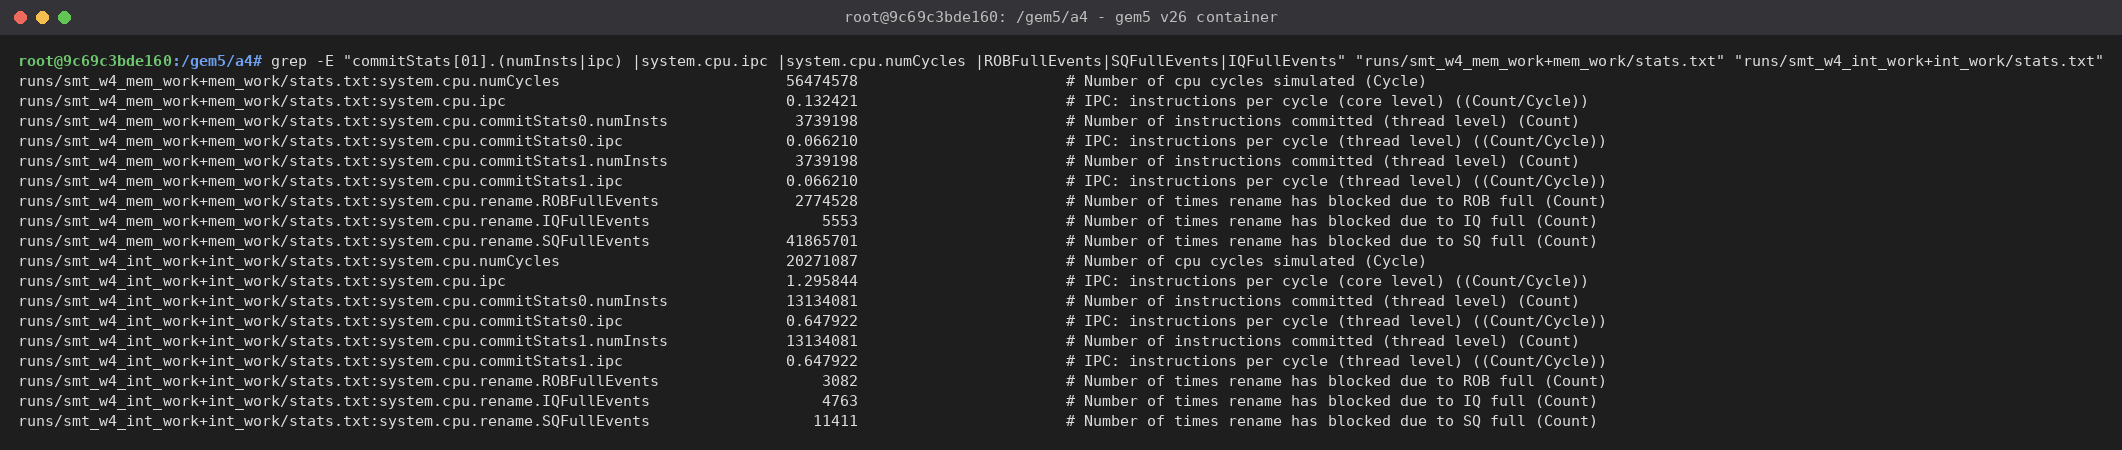 root@9c69c3bde160: /gem5/a4 - gem5 v26 container
root@9c69c3bde160:/gem5/a4# grep -E "commitStats[01].(numInsts|ipc) |system.cpu.ipc |system.cpu.numCycles |ROBFullEvents|SQFullEvents|IQFullEvents" "runs/smt_w4_mem_work+mem_work/stats.txt" "runs/smt_w4_int_work+int_work/stats.txt"
runs/smt_w4_mem_work+mem_work/stats.txt:system.cpu.numCycles 56474578 # Number of cpu cycles simulated (Cycle)
runs/smt_w4_mem_work+mem_work/stats.txt:system.cpu.ipc 0.132421 # IPC: instructions per cycle (core level) ((Count/Cycle))
runs/smt_w4_mem_work+mem_work/stats.txt:system.cpu.commitStats0.numInsts 3739198 # Number of instructions committed (thread level) (Count)
runs/smt_w4_mem_work+mem_work/stats.txt:system.cpu.commitStats0.ipc 0.066210 # IPC: instructions per cycle (thread level) ((Count/Cycle))
runs/smt_w4_mem_work+mem_work/stats.txt:system.cpu.commitStats1.numInsts 3739198 # Number of instructions committed (thread level) (Count)
runs/smt_w4_mem_work+mem_work/stats.txt:system.cpu.commitStats1.ipc 0.066210 # IPC: instructions per cycle (thread level) ((Count/Cycle))
runs/smt_w4_mem_work+mem_work/stats.txt:system.cpu.rename.ROBFullEvents 2774528 # Number of times rename has blocked due to ROB full (Count)
runs/smt_w4_mem_work+mem_work/stats.txt:system.cpu.rename.IQFullEvents 5553 # Number of times rename has blocked due to IQ full (Count)
runs/smt_w4_mem_work+mem_work/stats.txt:system.cpu.rename.SQFullEvents 41865701 # Number of times rename has blocked due to SQ full (Count)
runs/smt_w4_int_work+int_work/stats.txt:system.cpu.numCycles 20271087 # Number of cpu cycles simulated (Cycle)
runs/smt_w4_int_work+int_work/stats.txt:system.cpu.ipc 1.295844 # IPC: instructions per cycle (core level) ((Count/Cycle))
runs/smt_w4_int_work+int_work/stats.txt:system.cpu.commitStats0.numInsts 13134081 # Number of instructions committed (thread level) (Count)
runs/smt_w4_int_work+int_work/stats.txt:system.cpu.commitStats0.ipc 0.647922 # IPC: instructions per cycle (thread level) ((Count/Cycle))
runs/smt_w4_int_work+int_work/stats.txt:system.cpu.commitStats1.numInsts 13134081 # Number of instructions committed (thread level) (Count)
runs/smt_w4_int_work+int_work/stats.txt:system.cpu.commitStats1.ipc 0.647922 # IPC: instructions per cycle (thread level) ((Count/Cycle))
runs/smt_w4_int_work+int_work/stats.txt:system.cpu.rename.ROBFullEvents 3082 # Number of times rename has blocked due to ROB full (Count)
runs/smt_w4_int_work+int_work/stats.txt:system.cpu.rename.IQFullEvents 4763 # Number of times rename has blocked due to IQ full (Count)
runs/smt_w4_int_work+int_work/stats.txt:system.cpu.rename.SQFullEvents 11411 # Number of times rename has blocked due to SQ full (Count)